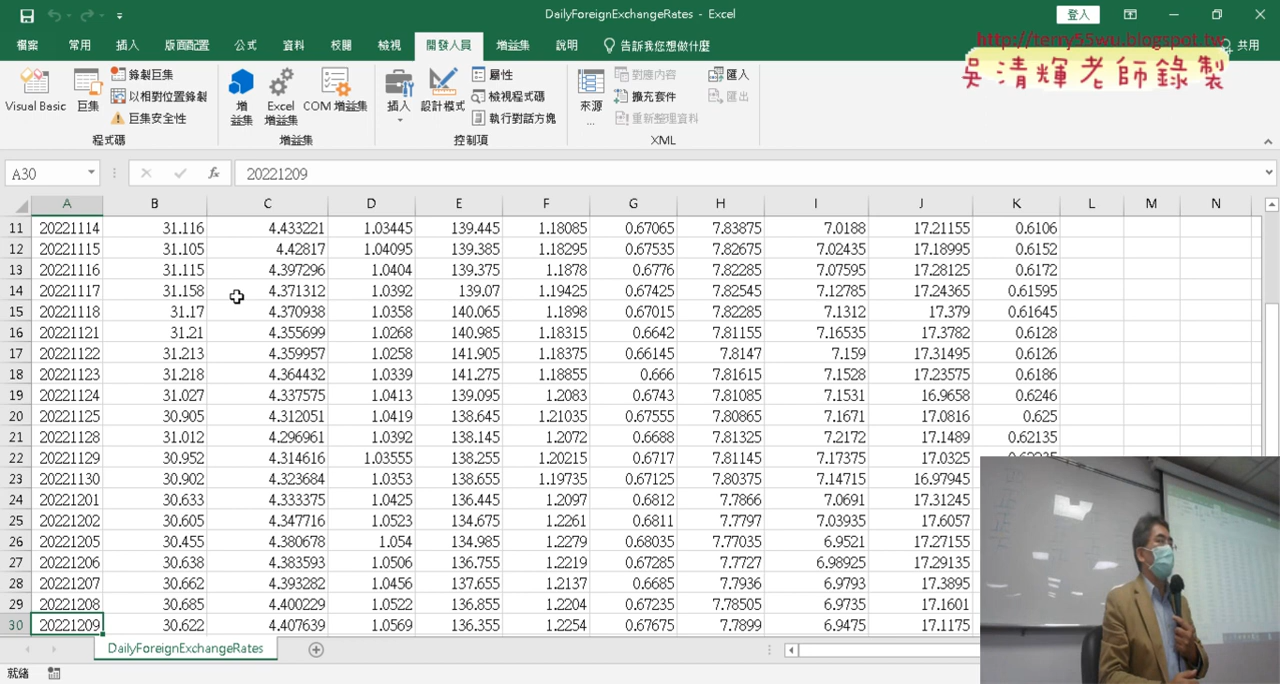 DailyForeignExchangeRates - Excel
登入
檔案 常用 插入 版面配置 公式 資料 校閱 檢視 開發人員 增益集 說明 告訴我您想做什麼 共用
http://terry55wu.blogspot.tw
吳清輝老師錄製
Visual Basic 巨集 錄製巨集 以相對位置錄製 巨集安全性
增益集 Excel 增益集 COM 增益集
插入 設計模式 屬性 檢視程式碼 執行對話方塊
來源... 對應內容 擴充套件 重新整理資料 匯入 匯出
程式碼 增益集 控制項 XML
A30 fx 20221209
A B C D E F G H I J K L M N
11 20221114 31.116 4.433221 1.03445 139.445 1.18085 0.67065 7.83875 7.0188 17.21155 0.6106
12 20221115 31.105 4.42817 1.04095 139.385 1.18295 0.67535 7.82675 7.02435 17.18995 0.6152
13 20221116 31.115 4.397296 1.0404 139.375 1.1878 0.6776 7.82285 7.07595 17.28125 0.6172
14 20221117 31.158 4.371312 1.0392 139.07 1.19425 0.67425 7.82545 7.12785 17.24365 0.61595
15 20221118 31.17 4.370938 1.0358 140.065 1.1898 0.67015 7.82285 7.1312 17.379 0.61645
16 20221121 31.21 4.355699 1.0268 140.985 1.18315 0.6642 7.81155 7.16535 17.3782 0.6128
17 20221122 31.213 4.359957 1.0258 141.905 1.18375 0.66145 7.8147 7.159 17.31495 0.6126
18 20221123 31.218 4.364432 1.0339 141.275 1.18855 0.666 7.81615 7.1528 17.23575 0.6186
19 20221124 31.027 4.337575 1.0413 139.095 1.2083 0.6743 7.81085 7.1531 16.9658 0.6246
20 20221125 30.905 4.312051 1.0419 138.645 1.21035 0.67555 7.80865 7.1671 17.0816 0.625
21 20221128 31.012 4.296961 1.0392 138.145 1.2072 0.6688 7.81325 7.2172 17.1489 0.62135
22 20221129 30.952 4.314616 1.03555 138.255 1.20215 0.6717 7.81145 7.17375 17.0325
23 20221130 30.902 4.323684 1.0353 138.655 1.19735 0.67125 7.80375 7.14715 16.97945
24 20221201 30.633 4.333375 1.0425 136.445 1.2097 0.6812 7.7866 7.0691 17.31245
25 20221202 30.605 4.347716 1.0523 134.675 1.2261 0.6811 7.7797 7.03935 17.6057
26 20221205 30.455 4.380678 1.054 134.985 1.2279 0.68035 7.77035 6.9521 17.27155
27 20221206 30.638 4.383593 1.0506 136.755 1.2219 0.67285 7.7727 6.98925 17.29135
28 20221207 30.662 4.393282 1.0456 137.655 1.2137 0.6685 7.7936 6.9793 17.3895
29 20221208 30.685 4.400229 1.0522 136.855 1.2204 0.67235 7.78505 6.9735 17.1601
30 20221209 30.622 4.407639 1.0569 136.355 1.2254 0.67675 7.7899 6.9475 17.1175
DailyForeignExchangeRates
就緒